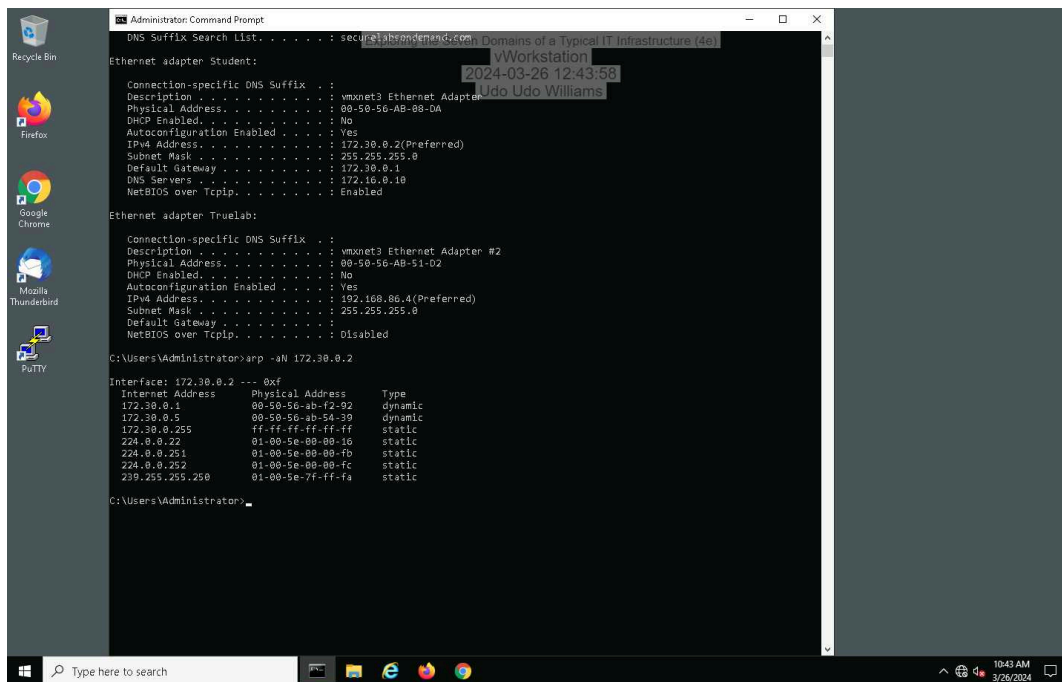 Administrator: Command Prompt
DNS Suffix Search List. . . . . . : securelabsondemand.com
Exploring the Seven Domains of a Typical IT Infrastructure (4e)
vWorkstation
2024-03-26 12:43:58
Udo Udo Williams
Ethernet adapter Student:
Connection-specific DNS Suffix . :
Description . . . . . . . . . . . : vmxnet3 Ethernet Adapter
Physical Address. . . . . . . . . : 00-50-56-AB-08-DA
DHCP Enabled. . . . . . . . . . . : No
Autoconfiguration Enabled . . . . : Yes
IPv4 Address. . . . . . . . . . . : 172.30.0.2(Preferred)
Subnet Mask . . . . . . . . . . . : 255.255.255.0
Default Gateway . . . . . . . . . : 172.30.0.1
DNS Servers . . . . . . . . . . . : 172.16.0.10
NetBIOS over Tcpip. . . . . . . . : Enabled
Ethernet adapter Truelab:
Connection-specific DNS Suffix . :
Description . . . . . . . . . . . : vmxnet3 Ethernet Adapter #2
Physical Address. . . . . . . . . : 00-50-56-AB-51-D2
DHCP Enabled. . . . . . . . . . . : No
Autoconfiguration Enabled . . . . : Yes
IPv4 Address. . . . . . . . . . . : 192.168.86.4(Preferred)
Subnet Mask . . . . . . . . . . . : 255.255.255.0
Default Gateway . . . . . . . . . :
NetBIOS over Tcpip. . . . . . . . : Disabled
C:\Users\Administrator>arp -aN 172.30.0.2
Interface: 172.30.0.2 --- 0xf
Internet Address Physical Address Type
172.30.0.1 00-50-56-ab-f2-92 dynamic
172.30.0.5 00-50-56-ab-54-39 dynamic
172.30.0.255 ff-ff-ff-ff-ff-ff static
224.0.0.22 01-00-5e-00-00-16 static
224.0.0.251 01-00-5e-00-00-fb static
224.0.0.252 01-00-5e-00-00-fc static
239.255.255.250 01-00-5e-7f-ff-fa static
C:\Users\Administrator>
Recycle Bin
Firefox
Google
Chrome
Mozilla
Thunderbird
PuTTY
Type here to search
10:43 AM
3/26/2024